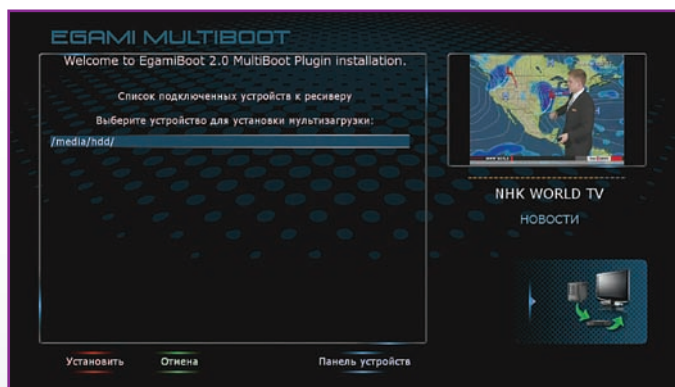 EGAMI MULTIBOOT
Welcome to EgamiBoot 2.0 MultiBoot Plugin installation.
Список подключенных устройств к ресиверу
Выберите устройство для установки мультизагрузки:
/media/hdd/
NHK WORLD TV
НОВОСТИ
Установить
Отмена
Панель устройств